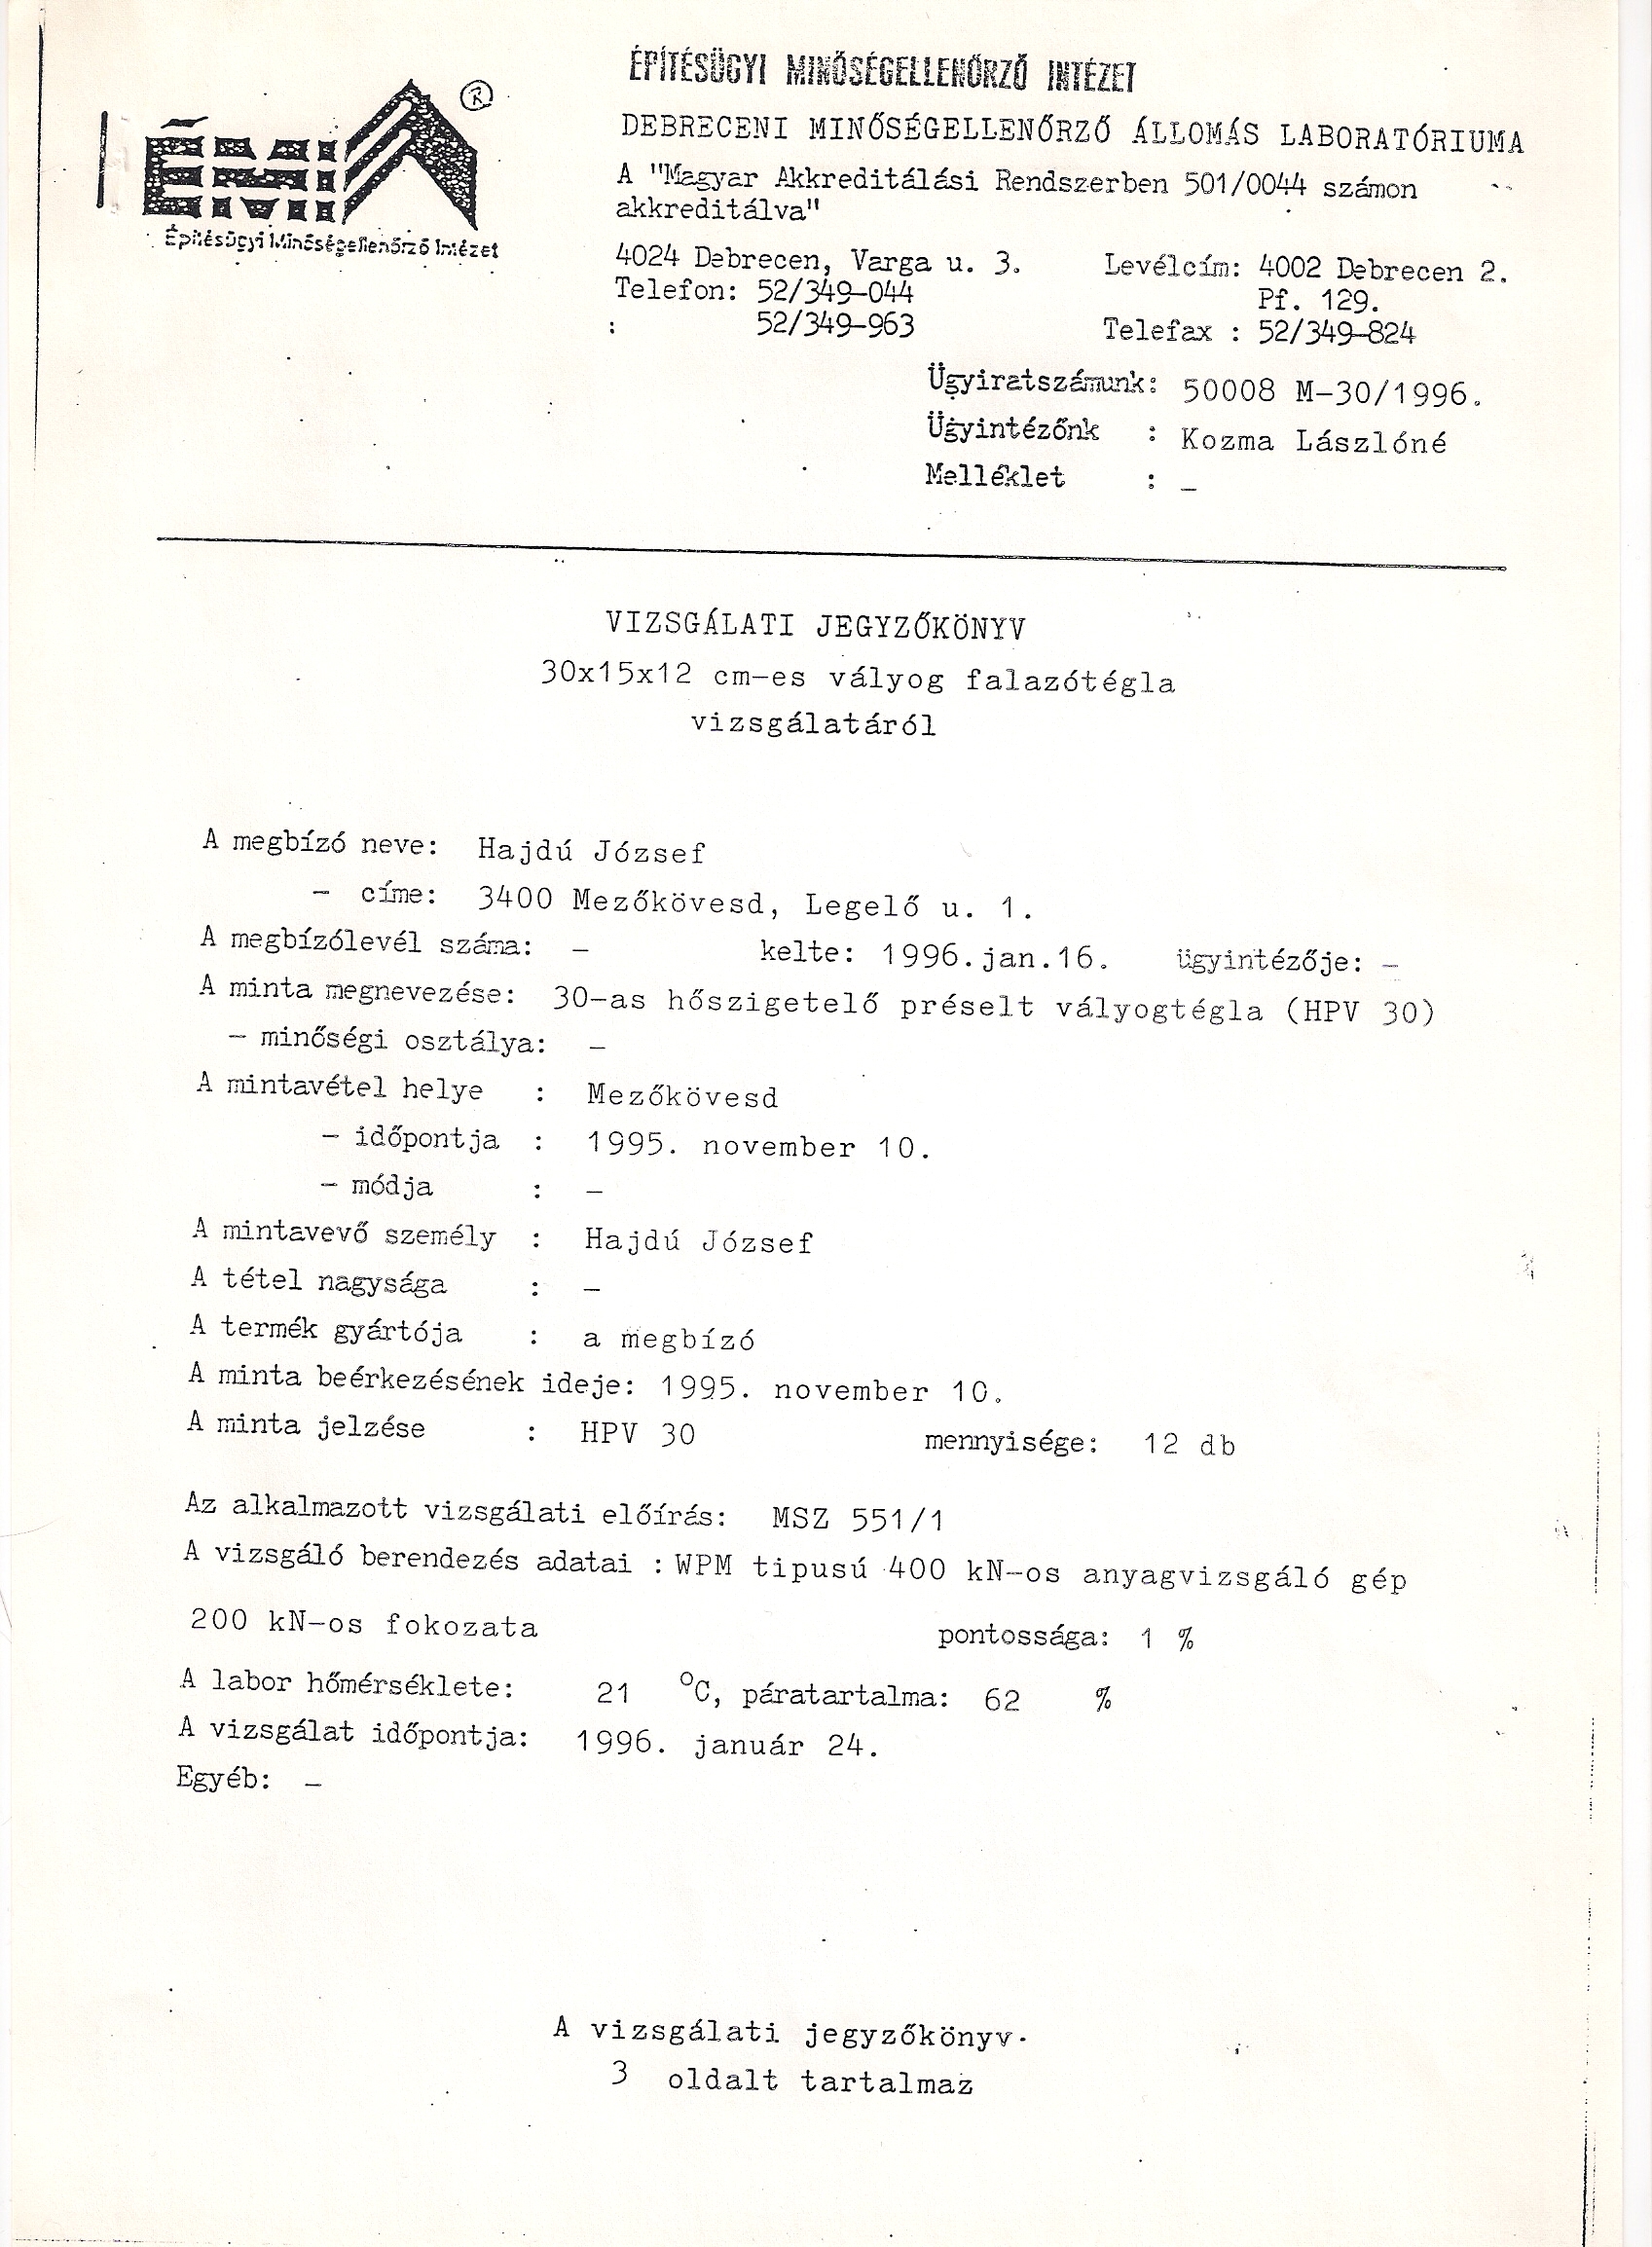 ÉPÍTÉSÜGYI MINŐSÉGELLENŐRZŐ INTÉZET
DEBRECENI MINŐSÉGELLENŐRZŐ ÁLLOMÁS LABORATÓRIUMA
A "Magyar Akkreditálási Rendszerben 501/0044 számon
akkreditálva"
ÉMI ®
Építésügyi Minőségellenőrző Intézet
4024 Debrecen, Varga u. 3. Levélcím: 4002 Debrecen 2.
Telefon: 52/349-044 Pf. 129.
: 52/349-963 Telefax : 52/349-824
Ügyiratszámunk: 50008 M-30/1996.
Ügyintézőnk : Kozma Lászlóné
Melléklet : -
VIZSGÁLATI JEGYZŐKÖNYV
30x15x12 cm-es vályog falazótégla
vizsgálatáról
A megbízó neve: Hajdú József
- címe: 3400 Mezőkövesd, Legelő u. 1.
A megbízólevél száma: - kelte: 1996.jan.16. ügyintézője: -
A minta megnevezése: 30-as hőszigetelő préselt vályogtégla (HPV 30)
- minőségi osztálya: -
A mintavétel helye : Mezőkövesd
- időpontja : 1995. november 10.
- módja : -
A mintavevő személy : Hajdú József
A tétel nagysága : -
A termék gyártója : a megbízó
A minta beérkezésének ideje: 1995. november 10.
A minta jelzése : HPV 30 mennyisége: 12 db
Az alkalmazott vizsgálati előírás: MSZ 551/1
A vizsgáló berendezés adatai : WPM tipusú 400 kN-os anyagvizsgáló gép
200 kN-os fokozata pontossága: 1 %
A labor hőmérséklete: 21 °C, páratartalma: 62 %
A vizsgálat időpontja: 1996. január 24.
Egyéb: -
A vizsgálati jegyzőkönyv
3 oldalt tartalmaz